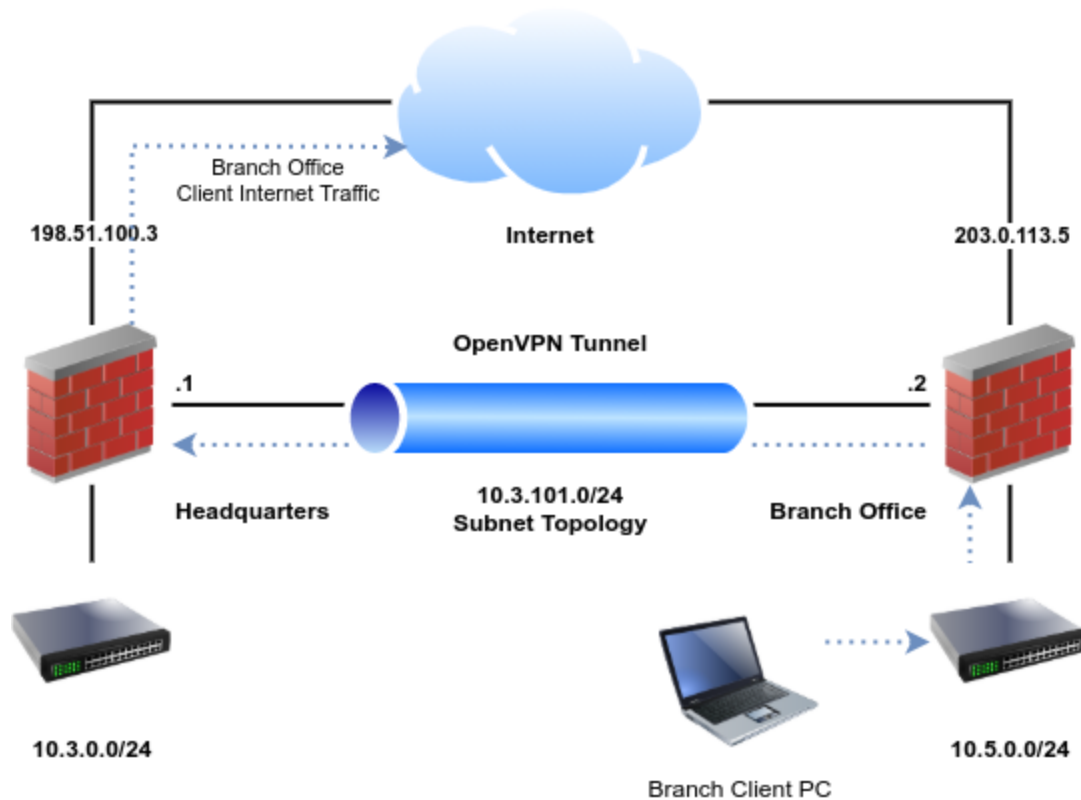 Branch Office
Client Internet Traffic
198.51.100.3
Internet
203.0.113.5
OpenVPN Tunnel
.1
.2
Headquarters
10.3.101.0/24
Subnet Topology
Branch Office
10.3.0.0/24
Branch Client PC
10.5.0.0/24